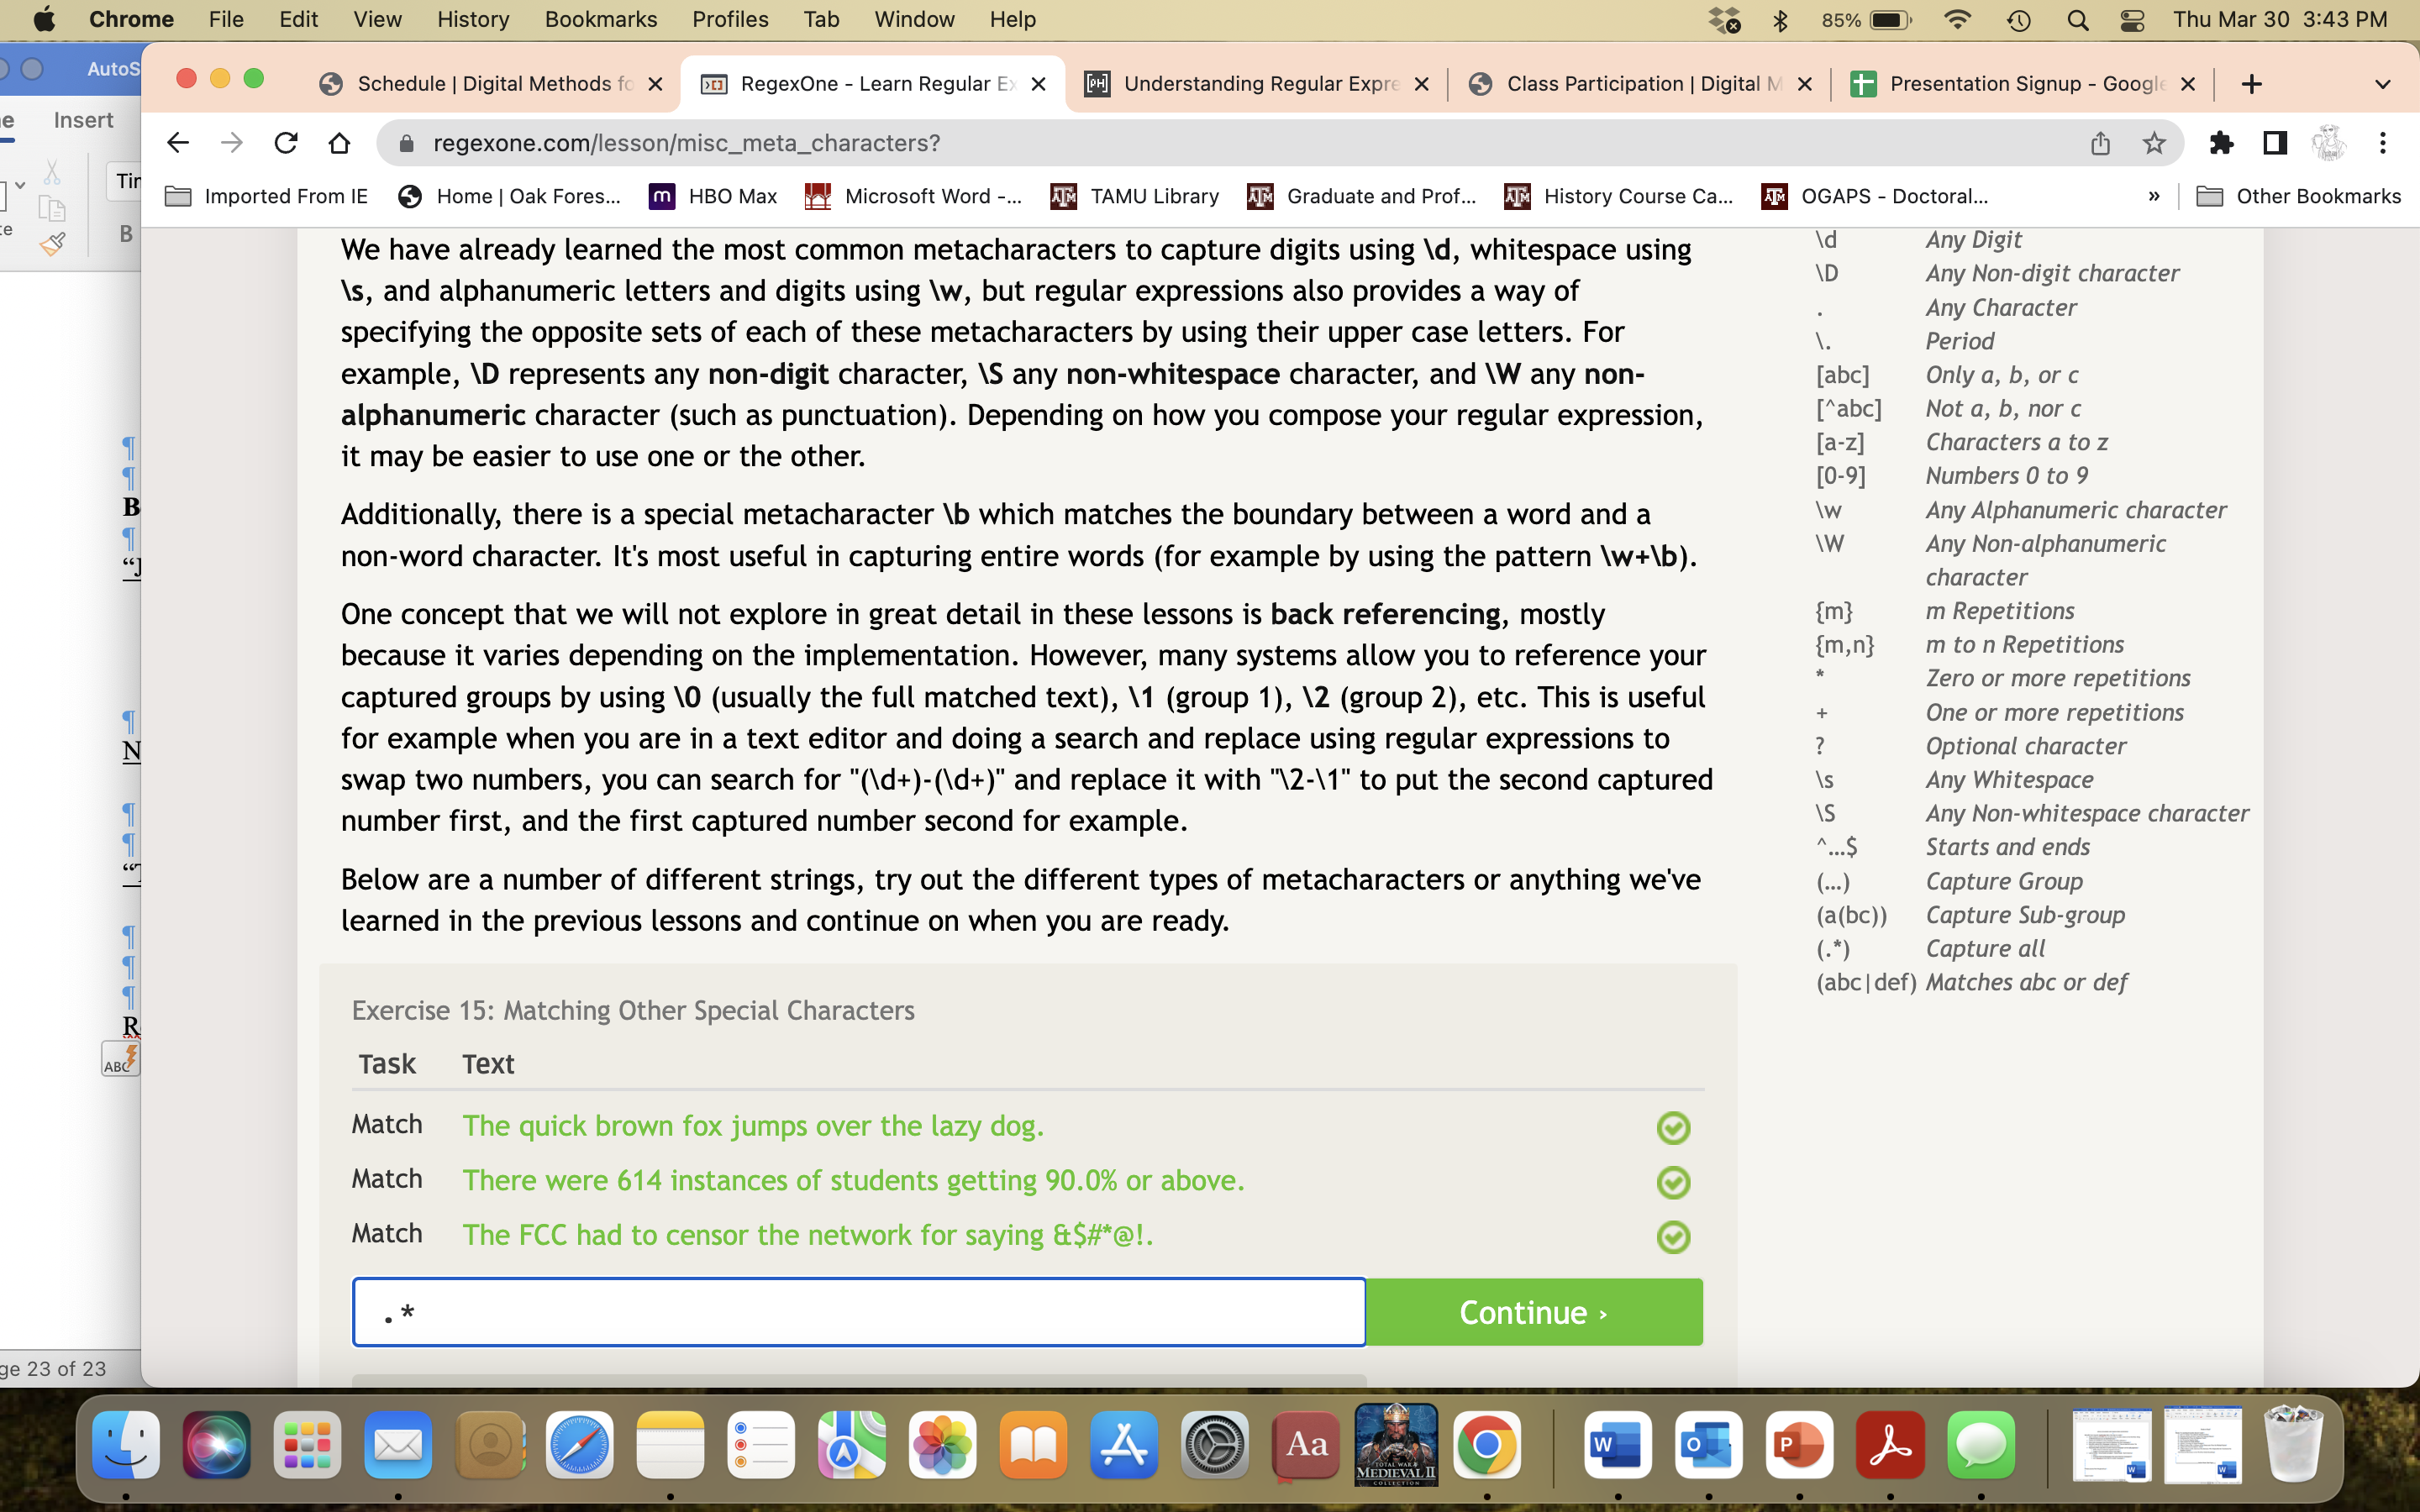 Chrome File Edit View History Bookmarks Profiles Tab Window Help 85% Thu Mar 30 3:43 PM
AutoS
Schedule | Digital Methods fo
RegexOne - Learn Regular Ex
Understanding Regular Expre
Class Participation | Digital M
Presentation Signup - Google
Insert
regexone.com/lesson/misc_meta_characters?
Tin
B
Imported From IE Home | Oak Fores... HBO Max Microsoft Word -... TAMU Library Graduate and Prof... History Course Ca... OGAPS - Doctoral... » Other Bookmarks
We have already learned the most common metacharacters to capture digits using \d, whitespace using
\s, and alphanumeric letters and digits using \w, but regular expressions also provides a way of
specifying the opposite sets of each of these metacharacters by using their upper case letters. For
example, \D represents any non-digit character, \S any non-whitespace character, and \W any non-
alphanumeric character (such as punctuation). Depending on how you compose your regular expression,
it may be easier to use one or the other.
Additionally, there is a special metacharacter \b which matches the boundary between a word and a
non-word character. It's most useful in capturing entire words (for example by using the pattern \w+\b).
One concept that we will not explore in great detail in these lessons is back referencing, mostly
because it varies depending on the implementation. However, many systems allow you to reference your
captured groups by using \0 (usually the full matched text), \1 (group 1), \2 (group 2), etc. This is useful
for example when you are in a text editor and doing a search and replace using regular expressions to
swap two numbers, you can search for "(\d+)-(\d+)" and replace it with "\2-\1" to put the second captured
number first, and the first captured number second for example.
Below are a number of different strings, try out the different types of metacharacters or anything we've
learned in the previous lessons and continue on when you are ready.
Exercise 15: Matching Other Special Characters
Task Text
Match The quick brown fox jumps over the lazy dog.
Match There were 614 instances of students getting 90.0% or above.
Match The FCC had to censor the network for saying &$#*@!.
.*
Continue ›
\d Any Digit
\D Any Non-digit character
. Any Character
\. Period
[abc] Only a, b, or c
[^abc] Not a, b, nor c
[a-z] Characters a to z
[0-9] Numbers 0 to 9
\w Any Alphanumeric character
\W Any Non-alphanumeric
character
{m} m Repetitions
{m,n} m to n Repetitions
* Zero or more repetitions
+ One or more repetitions
? Optional character
\s Any Whitespace
\S Any Non-whitespace character
^...$ Starts and ends
(...) Capture Group
(a(bc)) Capture Sub-group
(.*) Capture all
(abc|def) Matches abc or def
ABC
ge 23 of 23
Aa
TOTAL WAR
MEDIEVAL II
COLLECTION
W
O
P